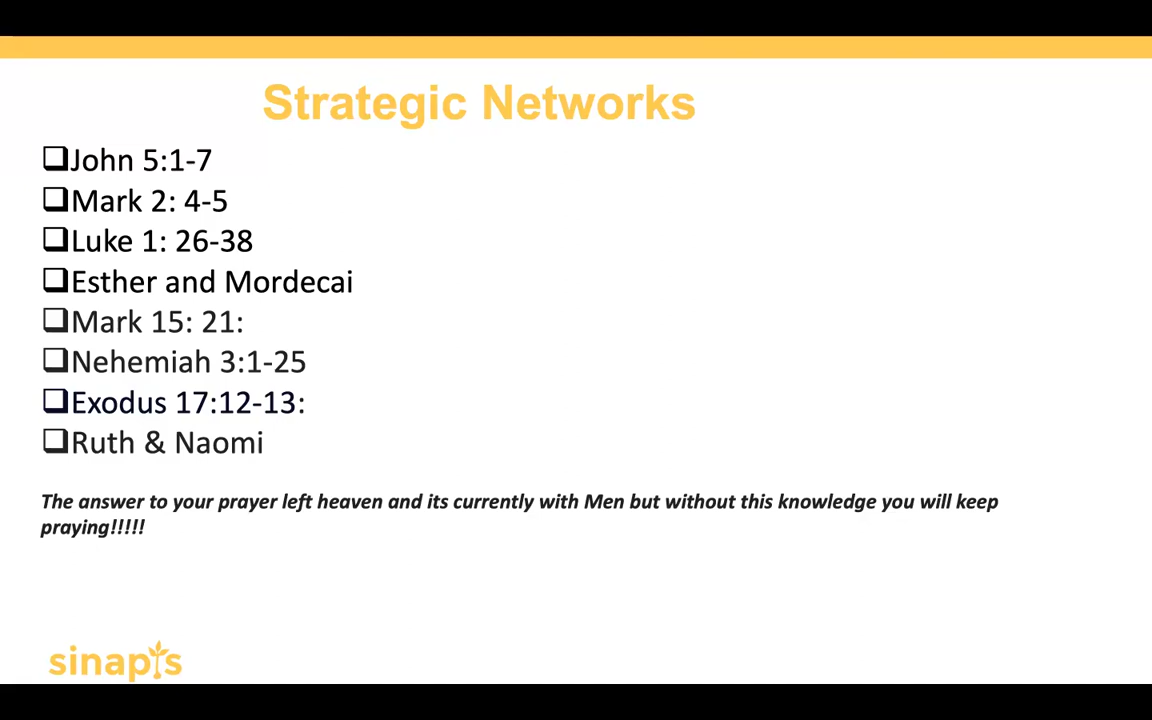 Strategic Networks
❑John 5:1-7
❑Mark 2: 4-5
❑Luke 1: 26-38
❑Esther and Mordecai
❑Mark 15: 21:
❑Nehemiah 3:1-25
❑Exodus 17:12-13:
❑Ruth & Naomi
The answer to your prayer left heaven and its currently with Men but without this knowledge you will keep
praying!!!!!
sinapis